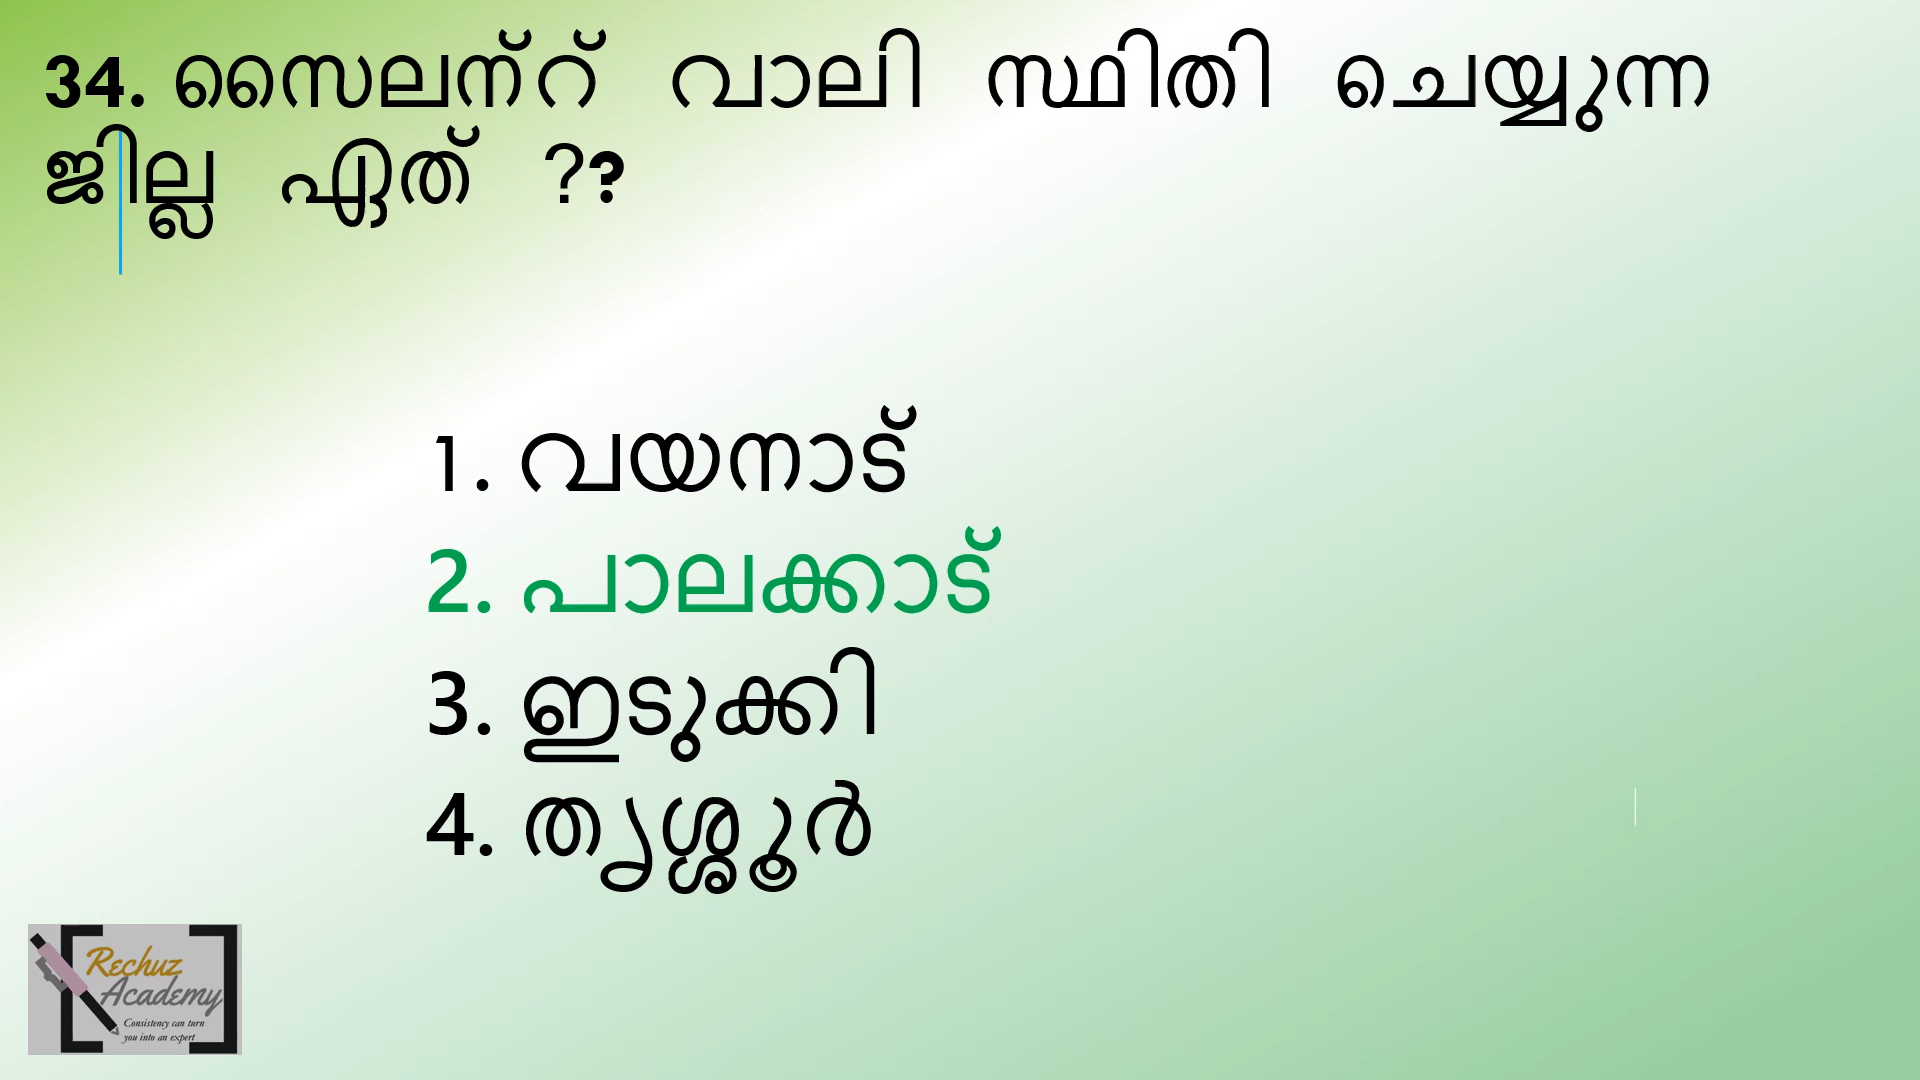 34. സൈലന്റ് വാലി സ്ഥിതി ചെയ്യുന്ന
ജില്ല ഏത് ??
1. വയനാട്
2. പാലക്കാട്
3. ഇടുക്കി
4. തൃശ്ശൂർ
Rechuz
Academy
Consistency can turn
you into an expert